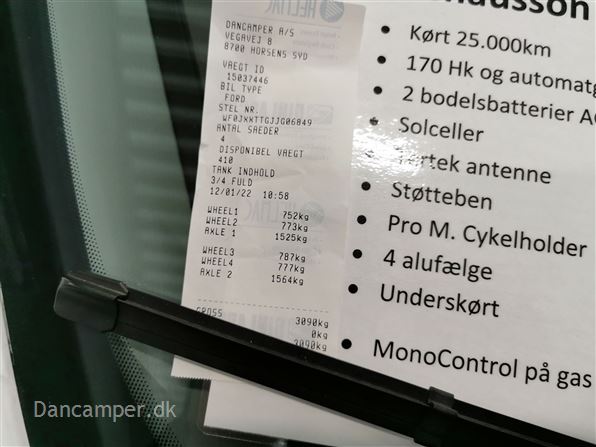 DANCAMPER A/S
VEGAVEJ 8
8700 HORSENS SYD
VAEGT ID
15037446
BIL TYPE
FORD
STEL NR.
WF0JXXTTGJJG06849
ANTAL SAEDER
4
DISPONIBEL VAEGT
410
TANK INDHOLD
3/4 FULD
12/01/22 10:58
WHEEL1 752kg
WHEEL2 773kg
AXLE 1 1525kg
WHEEL3 787kg
WHEEL4 777kg
AXLE 2 1564kg
GROSS 3090kg
0kg
3090kg
• Kørt 25.000km
• 170 Hk og automatg
• 2 bodelsbatterier
• Solceller
• antenne
• Støtteben
• Pro M. Cykelholder
• 4 alufælge
• Underskørt
• MonoControl på gas
Dancamper.dk